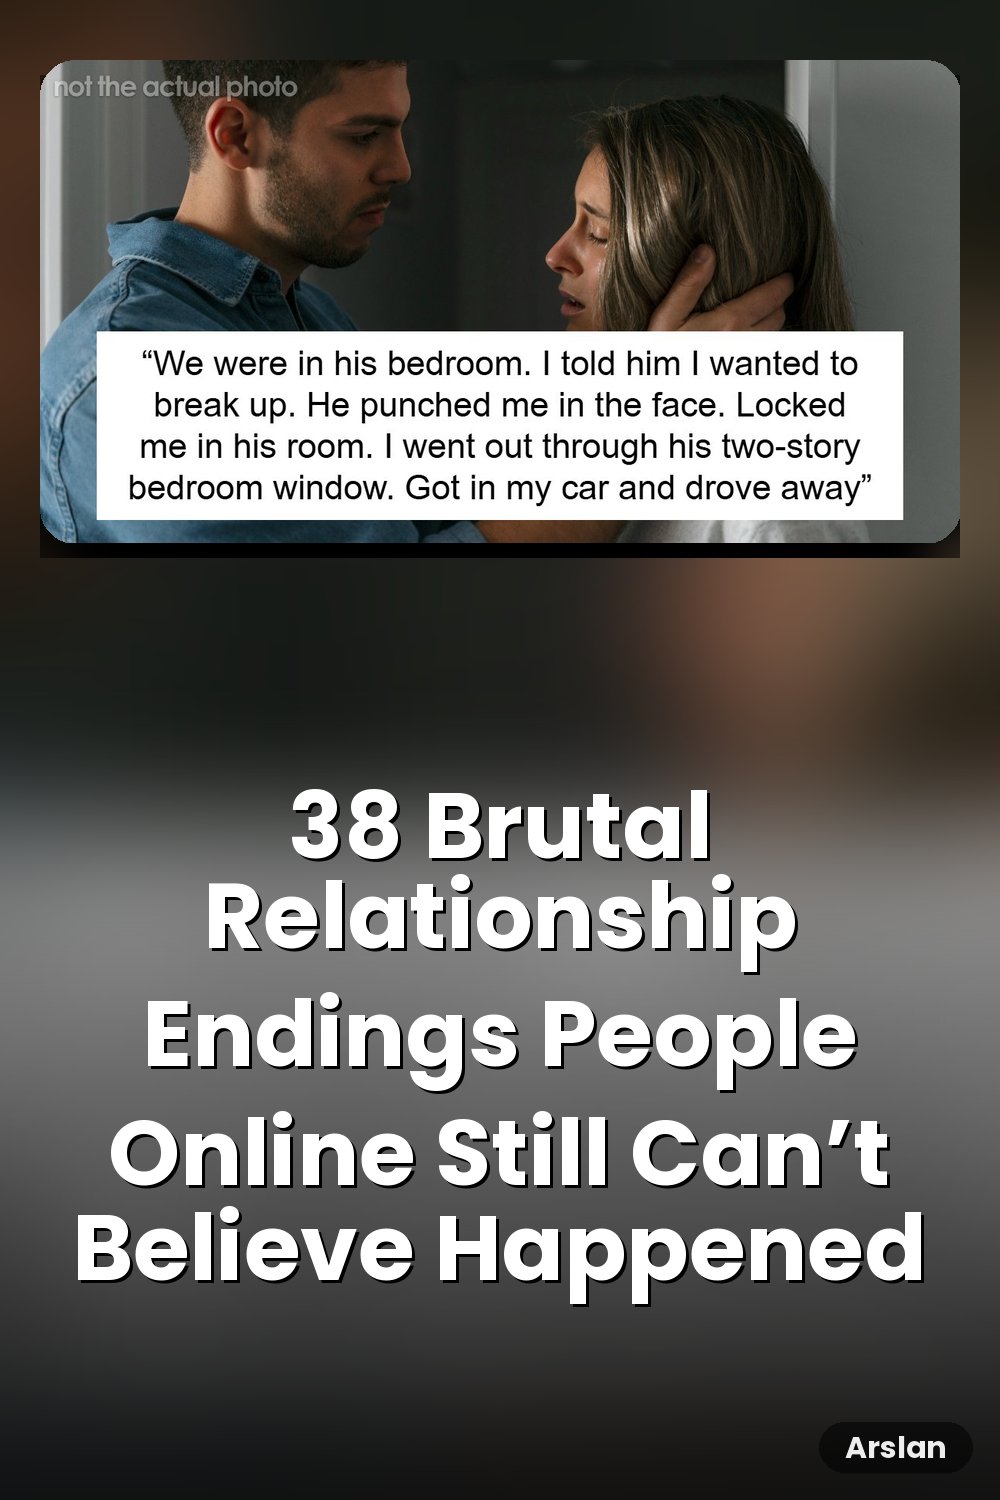 not the actual photo
“We were in his bedroom. I told him I wanted to
break up. He punched me in the face. Locked
me in his room. I went out through his two-story
bedroom window. Got in my car and drove away”
38 Brutal
Relationship
Endings People
Online Still Can’t
Believe Happened
Arslan